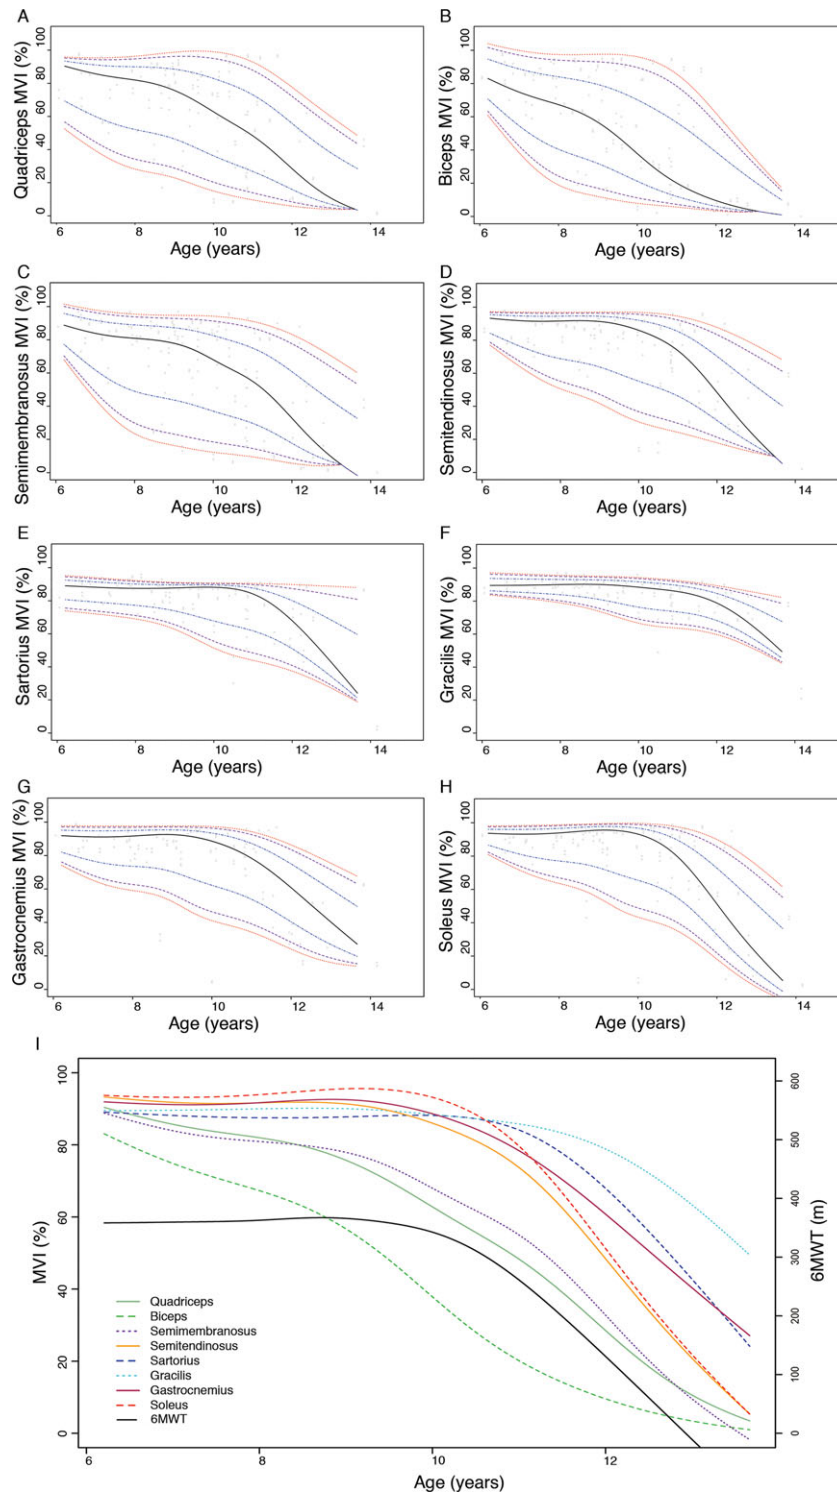 A
Quadriceps MVI (%)
0 20 40 60 80 100
6 8 10 12 14
Age (years)
B
Biceps MVI (%)
0 20 40 60 80 100
6 8 10 12 14
Age (years)
C
Semimembranosus MVI (%)
0 20 40 60 80 100
6 8 10 12 14
Age (years)
D
Semitendinosus MVI (%)
0 20 40 60 80 100
6 8 10 12 14
Age (years)
E
Sartorius MVI (%)
0 20 40 60 80 100
6 8 10 12 14
Age (years)
F
Gracilis MVI (%)
0 20 40 60 80 100
6 8 10 12 14
Age (years)
G
Gastrocnemius MVI (%)
0 20 40 60 80 100
6 8 10 12 14
Age (years)
H
Soleus MVI (%)
0 20 40 60 80 100
6 8 10 12 14
Age (years)
I
MVI (%)
0 20 40 60 80 100
Quadriceps
Biceps
Semimembranosus
Semitendinosus
Sartorius
Gracilis
Gastrocnemius
Soleus
6MWT
6 8 10 12
Age (years)
0 100 200 300 400 500 600
6MWT (m)